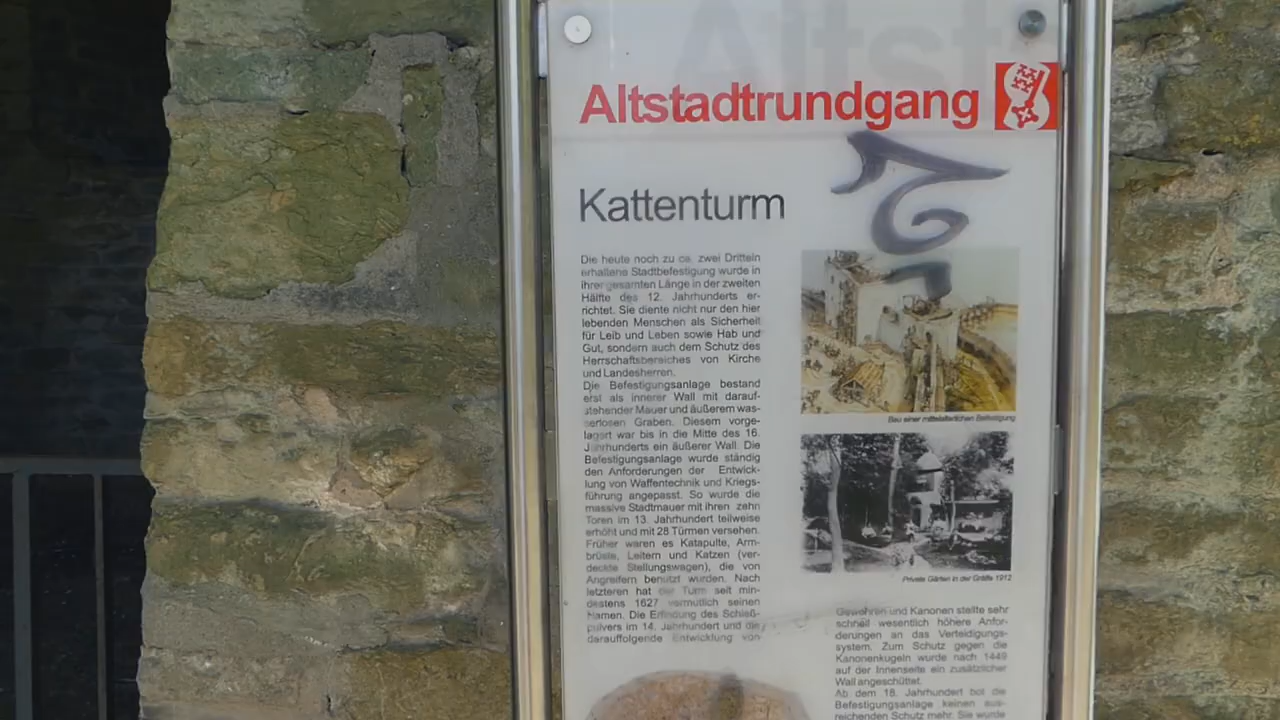 Altstadtrundgang
Kattenturm
Die heute noch zu ca. zwei Dritteln
erhaltene Stadtbefestigung wurde in
ihrer gesamten Länge in der zweiten
Hälfte des 12. Jahrhunderts er-
richtet. Sie diente nicht nur den hier
lebenden Menschen als Sicherheit
für Leib und Leben sowie Hab und
Gut, sondern auch dem Schutz des
Herrschaftsbereiches von Kirche
und Landesherren.
Die Befestigungsanlage bestand
erst als innerer Wall mit darauf-
stehender Mauer und äußerem was-
serlosen Graben. Diesem vorge-
lagert war bis in die Mitte des 16.
Jahrhunderts ein äußerer Wall. Die
Befestigungsanlage wurde ständig
den Anforderungen der Entwick-
lung von Waffentechnik und Kriegs-
führung angepasst. So wurde die
massive Stadtmauer mit ihren zehn
Toren im 13. Jahrhundert teilweise
erhöht und mit 28 Türmen versehen.
Früher waren es Katapulte, Arm-
brüste, Leitern und Katzen (ver-
deckte Stellungswagen), die von
Angreifern benutzt wurden. Nach
letzteren hat der Turm seit min-
destens 1627 vermutlich seinen
Namen. Die Erfindung des Schieß-
pulvers im 14. Jahrhundert und die
darauffolgende Entwicklung von
Bau einer mittelalterlichen Befestigung
Private Gärten in der Gräfte 1912
Gewehren und Kanonen stellte sehr
schnell wesentlich höhere Anfor-
derungen an das Verteidigungs-
system. Zum Schutz gegen die
Kanonenkugeln wurde nach 1449
auf der Innenseite ein zusätzlicher
Wall angeschüttet.
Ab dem 18. Jahrhundert bot die
Befestigungsanlage keinen aus-
reichenden Schutz mehr. Sie wurde